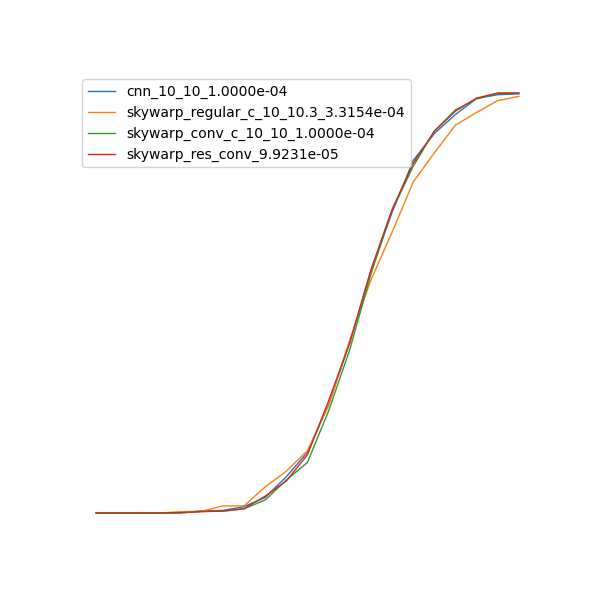 cnn_10_10_1.0000e-04
skywarp_regular_c_10_10.3_3.3154e-04
skywarp_conv_c_10_10_1.0000e-04
skywarp_res_conv_9.9231e-05